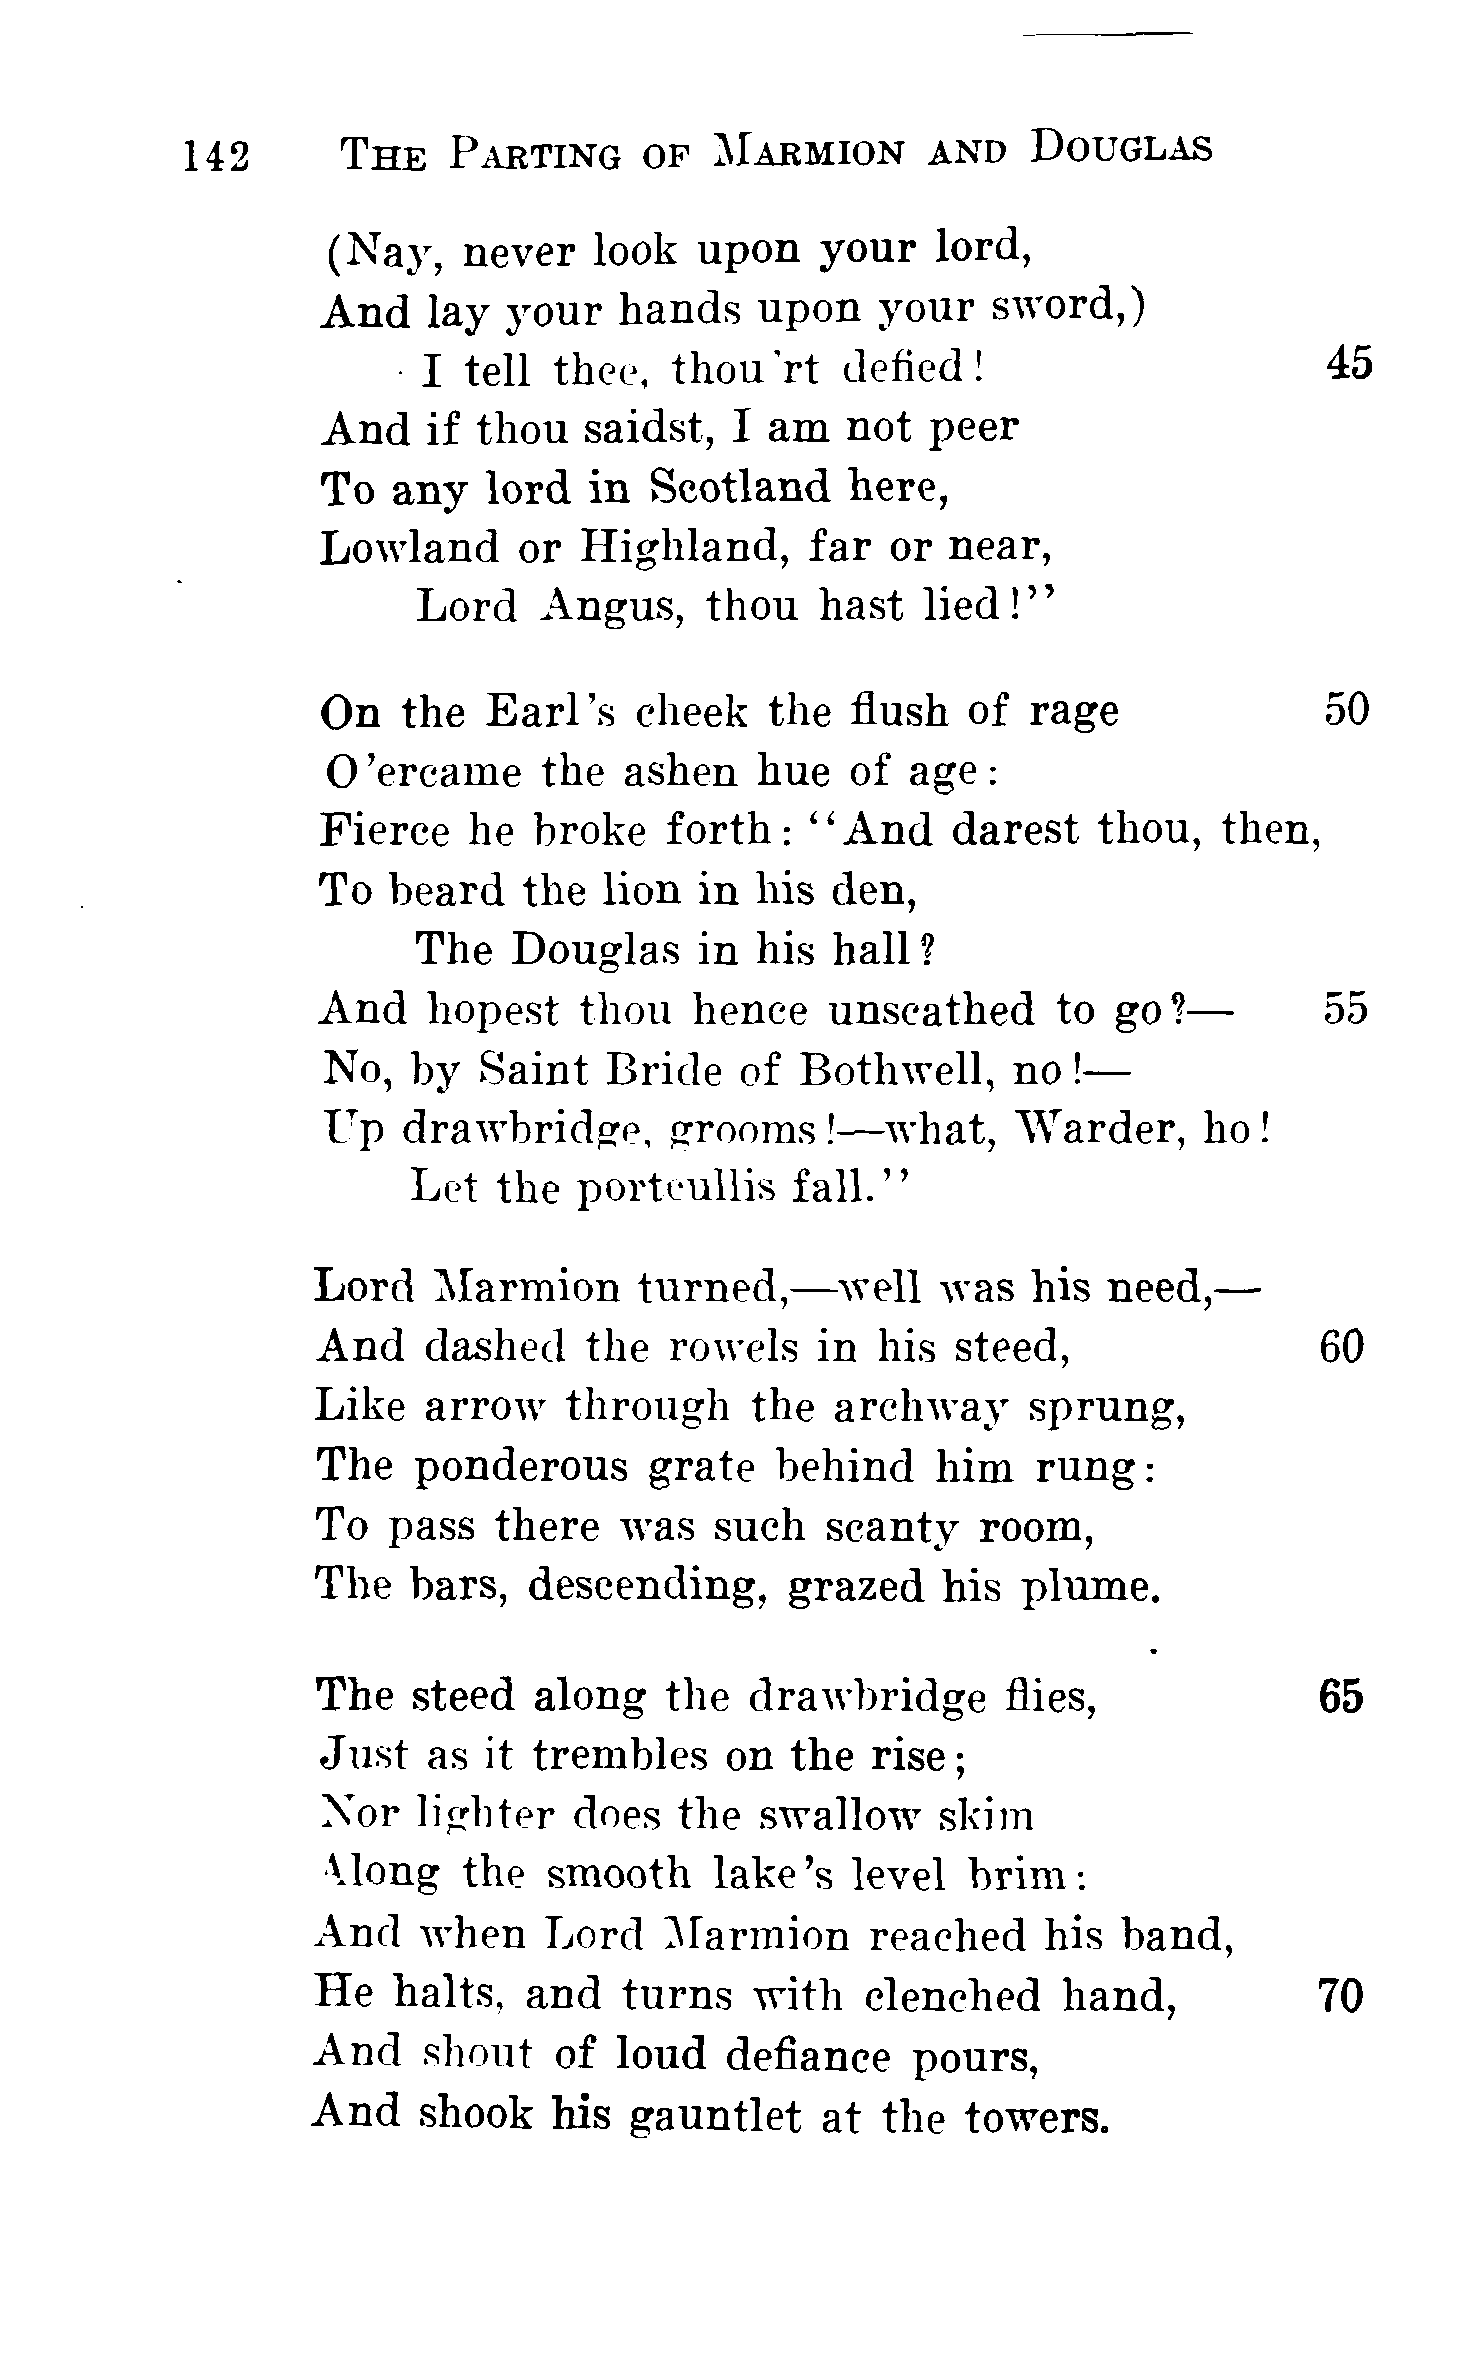 142 THE PARTING OF MARMION AND DOUGLAS
(Nay, never look upon your lord,
And lay your hands upon your sword,)
I tell thee, thou'rt defied! 45
And if thou saidst, I am not peer
To any lord in Scotland here,
Lowland or Highland, far or near,
Lord Angus, thou hast lied!"
On the Earl's cheek the flush of rage 50
O'ercame the ashen hue of age:
Fierce he broke forth: "And darest thou, then,
To beard the lion in his den,
The Douglas in his hall?
And hopest thou hence unscathed to go?— 55
No, by Saint Bride of Bothwell, no!—
Up drawbridge, grooms!—what, Warder, ho!
Let the portcullis fall."
Lord Marmion turned,—well was his need,—
And dashed the rowels in his steed, 60
Like arrow through the archway sprung,
The ponderous grate behind him rung:
To pass there was such scanty room,
The bars, descending, grazed his plume.
The steed along the drawbridge flies, 65
Just as it trembles on the rise;
Nor lighter does the swallow skim
Along the smooth lake's level brim:
And when Lord Marmion reached his band,
He halts, and turns with clenched hand, 70
And shout of loud defiance pours,
And shook his gauntlet at the towers.